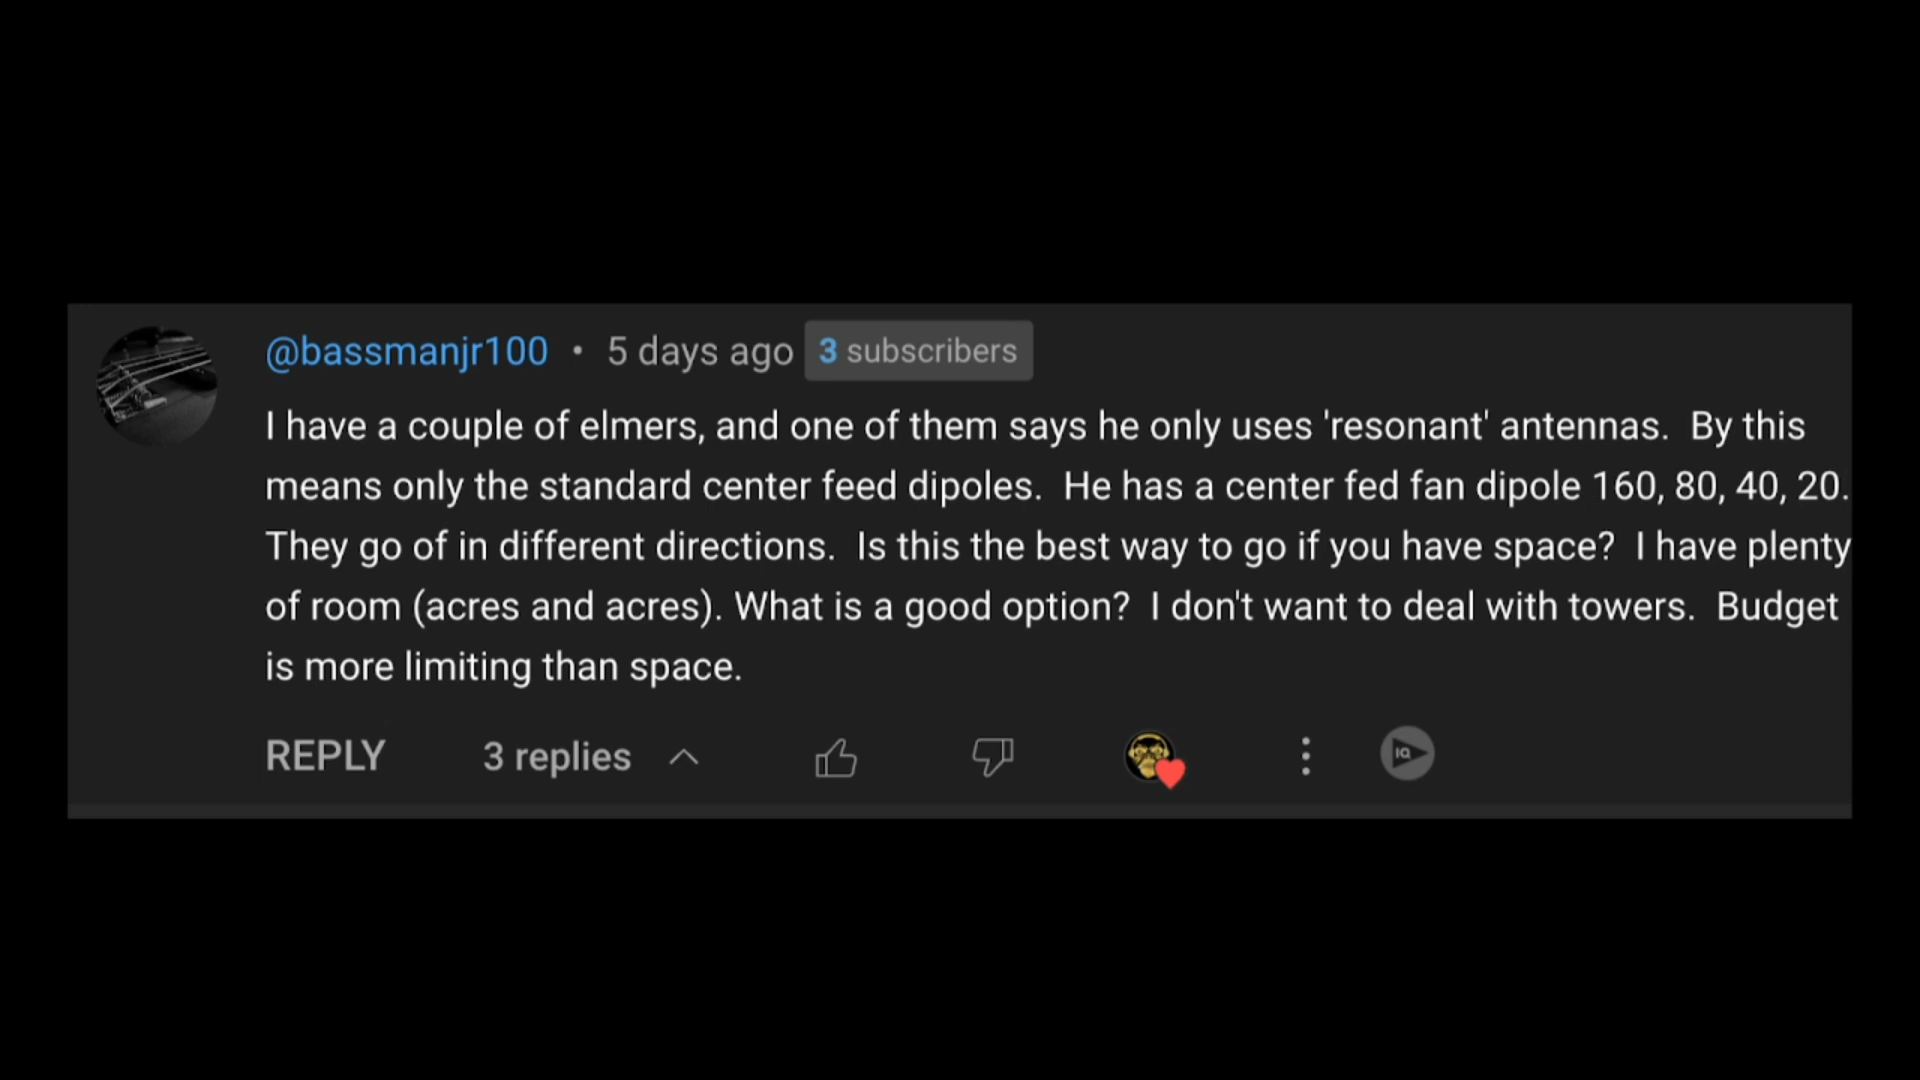 @bassmanjr100 • 5 days ago 3 subscribers
I have a couple of elmers, and one of them says he only uses 'resonant' antennas.  By this
means only the standard center feed dipoles.  He has a center fed fan dipole 160, 80, 40, 20.
They go of in different directions.  Is this the best way to go if you have space?  I have plenty
of room (acres and acres). What is a good option?  I don't want to deal with towers.  Budget
is more limiting than space.
REPLY 3 replies IQ